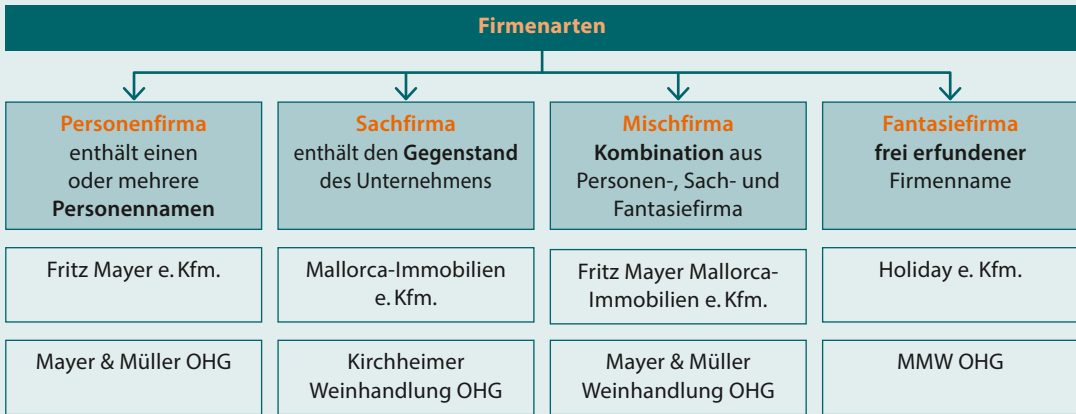 Firmenarten
Personenfirma
enthält einen
oder mehrere
Personennamen
Sachfirma
enthält den Gegenstand
des Unternehmens
Mischfirma
Kombination aus
Personen-, Sach- und
Fantasiefirma
Fantasiefirma
frei erfundener
Firmenname
Fritz Mayer e. Kfm.
Mallorca-Immobilien
e. Kfm.
Fritz Mayer Mallorca-
Immobilien e. Kfm.
Holiday e. Kfm.
Mayer & Müller OHG
Kirchheimer
Weinhandlung OHG
Mayer & Müller
Weinhandlung OHG
MMW OHG